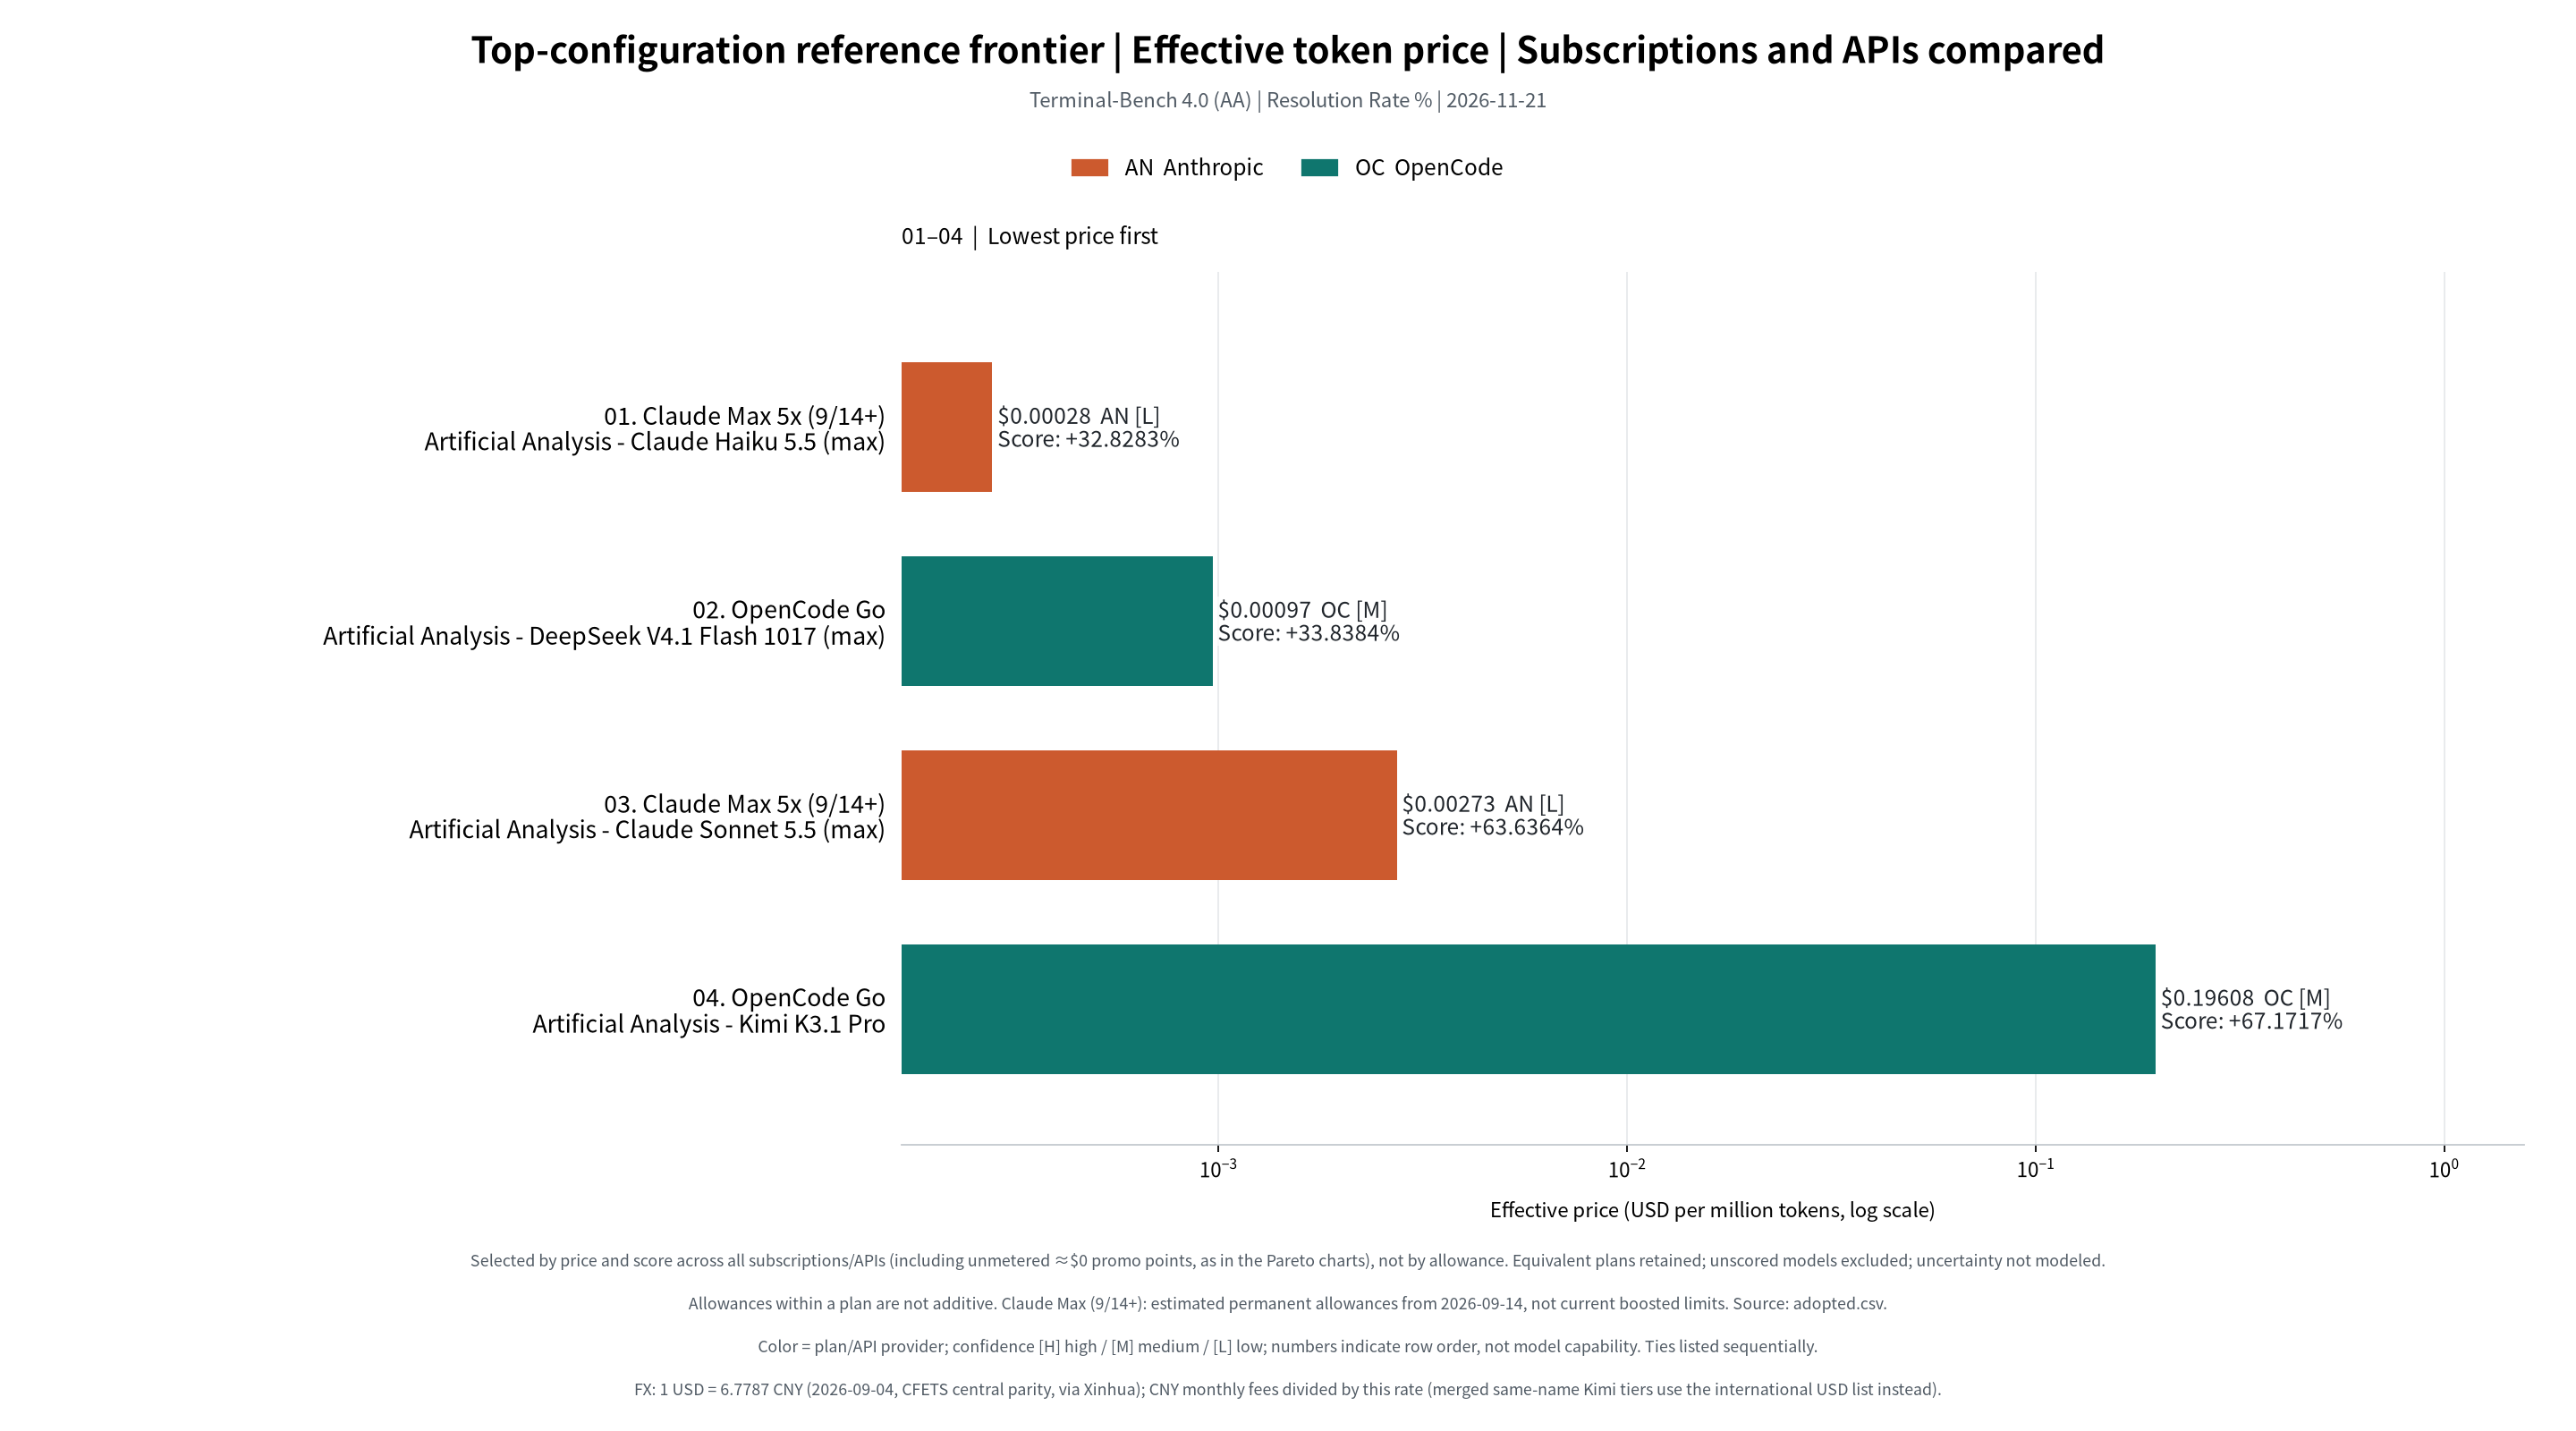 Top-configuration reference frontier | Effective token price | Subscriptions and APIs compared
Terminal-Bench 4.0 (AA) | Resolution Rate % | 2026-11-21
AN Anthropic
OC OpenCode
01–04 | Lowest price first
01. Claude Max 5x (9/14+)
Artificial Analysis - Claude Haiku 5.5 (max)
$0.00028 AN [L]
Score: +32.8283%
02. OpenCode Go
Artificial Analysis - DeepSeek V4.1 Flash 1017 (max)
$0.00097 OC [M]
Score: +33.8384%
03. Claude Max 5x (9/14+)
Artificial Analysis - Claude Sonnet 5.5 (max)
$0.00273 AN [L]
Score: +63.6364%
04. OpenCode Go
Artificial Analysis - Kimi K3.1 Pro
$0.19608 OC [M]
Score: +67.1717%
10⁻³ 10⁻² 10⁻¹ 10⁰
Effective price (USD per million tokens, log scale)
Selected by price and score across all subscriptions/APIs (including unmetered ≈$0 promo points, as in the Pareto charts), not by allowance. Equivalent plans retained; unscored models excluded; uncertainty not modeled.
Allowances within a plan are not additive. Claude Max (9/14+): estimated permanent allowances from 2026-09-14, not current boosted limits. Source: adopted.csv.
Color = plan/API provider; confidence [H] high / [M] medium / [L] low; numbers indicate row order, not model capability. Ties listed sequentially.
FX: 1 USD = 6.7787 CNY (2026-09-04, CFETS central parity, via Xinhua); CNY monthly fees divided by this rate (merged same-name Kimi tiers use the international USD list instead).